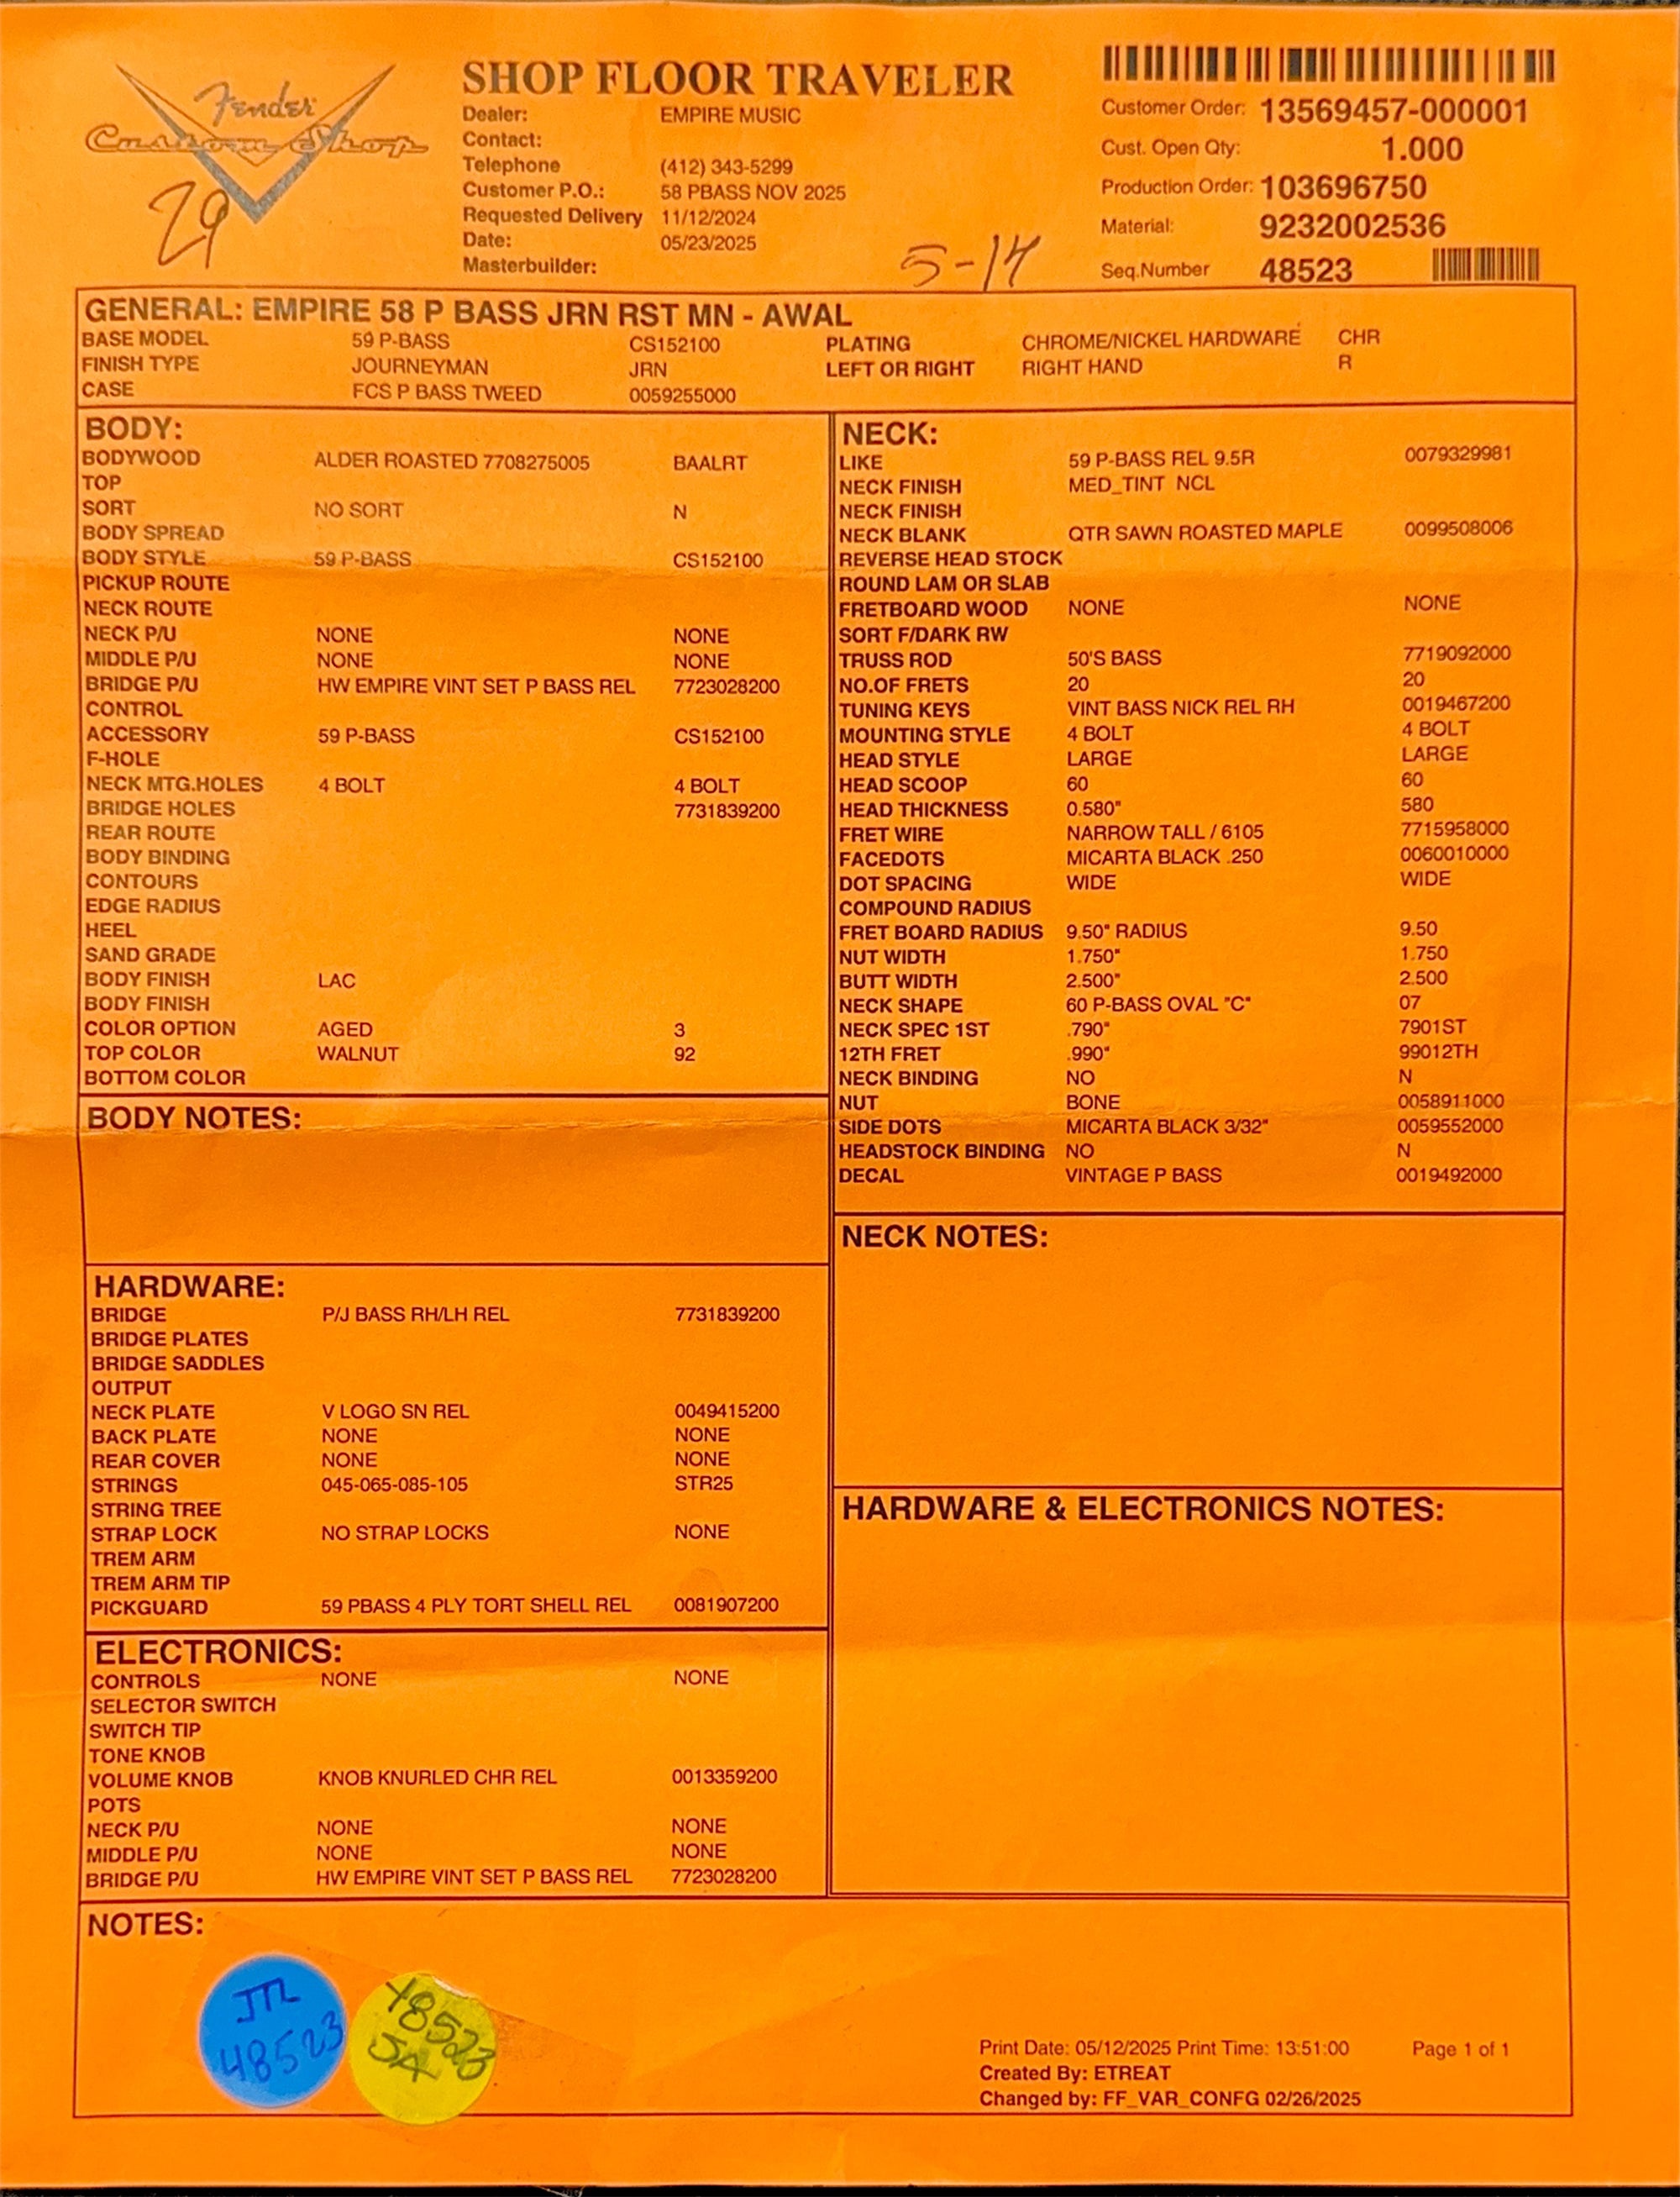 Fender
Custom Shop
29
SHOP FLOOR TRAVELER
Dealer: EMPIRE MUSIC
Contact:
Telephone (412) 343-5299
Customer P.O.: 58 PBASS NOV 2025
Requested Delivery 11/12/2024
Date: 05/23/2025
Masterbuilder:
5-14
Customer Order: 13569457-000001
Cust. Open Qty: 1.000
Production Order: 103696750
Material: 9232002536
Seq.Number 48523
GENERAL: EMPIRE 58 P BASS JRN RST MN - AWAL
BASE MODEL 59 P-BASS CS152100 PLATING CHROME/NICKEL HARDWARE CHR
FINISH TYPE JOURNEYMAN JRN LEFT OR RIGHT RIGHT HAND R
CASE FCS P BASS TWEED 0059255000
BODY:
BODYWOOD ALDER ROASTED 7708275005 BAALRT
TOP
SORT NO SORT N
BODY SPREAD
BODY STYLE 59 P-BASS CS152100
PICKUP ROUTE
NECK ROUTE
NECK P/U NONE NONE
MIDDLE P/U NONE NONE
BRIDGE P/U HW EMPIRE VINT SET P BASS REL 7723028200
CONTROL
ACCESSORY 59 P-BASS CS152100
F-HOLE
NECK MTG.HOLES 4 BOLT 4 BOLT
BRIDGE HOLES 7731839200
REAR ROUTE
BODY BINDING
CONTOURS
EDGE RADIUS
HEEL
SAND GRADE
BODY FINISH LAC
BODY FINISH
COLOR OPTION AGED 3
TOP COLOR WALNUT 92
BOTTOM COLOR
BODY NOTES:
HARDWARE:
BRIDGE P/J BASS RH/LH REL 7731839200
BRIDGE PLATES
BRIDGE SADDLES
OUTPUT
NECK PLATE V LOGO SN REL 0049415200
BACK PLATE NONE NONE
REAR COVER NONE NONE
STRINGS 045-065-085-105 STR25
STRING TREE
STRAP LOCK NO STRAP LOCKS NONE
TREM ARM
TREM ARM TIP
PICKGUARD 59 PBASS 4 PLY TORT SHELL REL 0081907200
ELECTRONICS:
CONTROLS NONE NONE
SELECTOR SWITCH
SWITCH TIP
TONE KNOB
VOLUME KNOB KNOB KNURLED CHR REL 0013359200
POTS
NECK P/U NONE NONE
MIDDLE P/U NONE NONE
BRIDGE P/U HW EMPIRE VINT SET P BASS REL 7723028200
NECK:
LIKE 59 P-BASS REL 9.5R 0079329981
NECK FINISH MED_TINT NCL
NECK FINISH
NECK BLANK QTR SAWN ROASTED MAPLE 0099508006
REVERSE HEAD STOCK
ROUND LAM OR SLAB
FRETBOARD WOOD NONE NONE
SORT F/DARK RW
TRUSS ROD 50'S BASS 7719092000
NO.OF FRETS 20 20
TUNING KEYS VINT BASS NICK REL RH 0019467200
MOUNTING STYLE 4 BOLT 4 BOLT
HEAD STYLE LARGE LARGE
HEAD SCOOP 60 60
HEAD THICKNESS 0.580" 580
FRET WIRE NARROW TALL / 6105 7715958000
FACEDOTS MICARTA BLACK .250 0060010000
DOT SPACING WIDE WIDE
COMPOUND RADIUS
FRET BOARD RADIUS 9.50" RADIUS 9.50
NUT WIDTH 1.750" 1.750
BUTT WIDTH 2.500" 2.500
NECK SHAPE 60 P-BASS OVAL "C" 07
NECK SPEC 1ST .790" 7901ST
12TH FRET .990" 99012TH
NECK BINDING NO N
NUT BONE 0058911000
SIDE DOTS MICARTA BLACK 3/32" 0059552000
HEADSTOCK BINDING NO N
DECAL VINTAGE P BASS 0019492000
NECK NOTES:
HARDWARE & ELECTRONICS NOTES:
NOTES:
48523
48523
JA
Print Date: 05/12/2025 Print Time: 13:51:00 Page 1 of 1
Created By: ETREAT
Changed by: FF_VAR_CONFG 02/26/2025